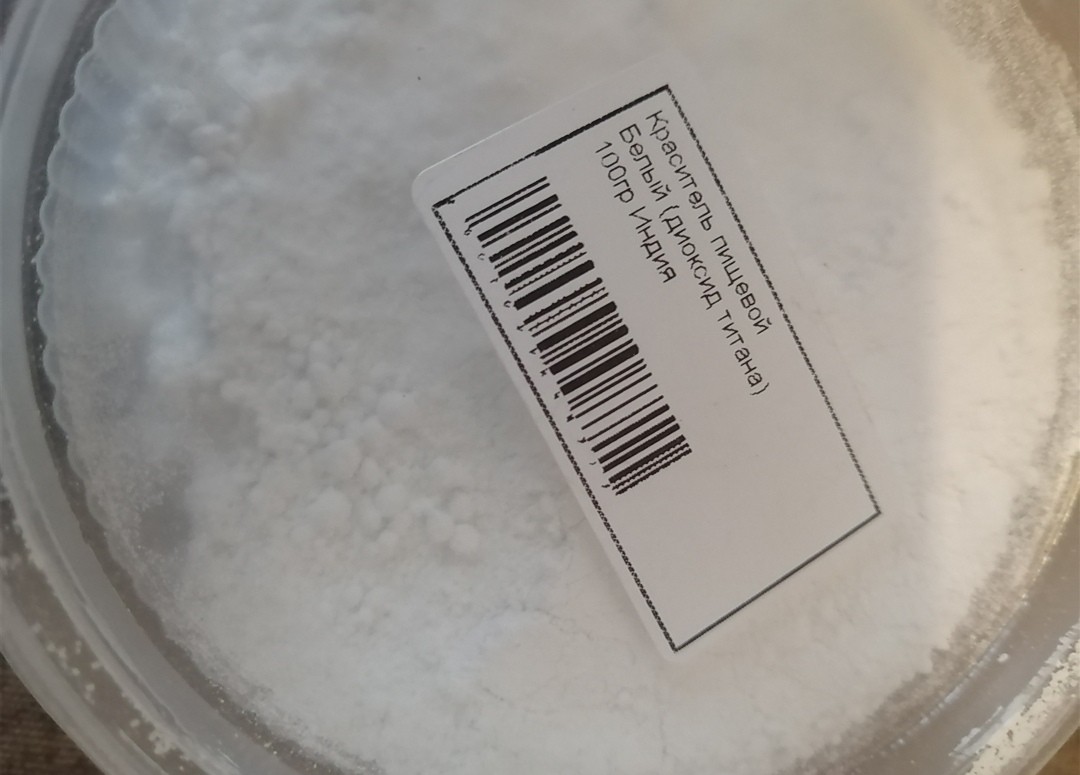 Краситель пищевой
Белый (диоксид титана)
100гр Индия